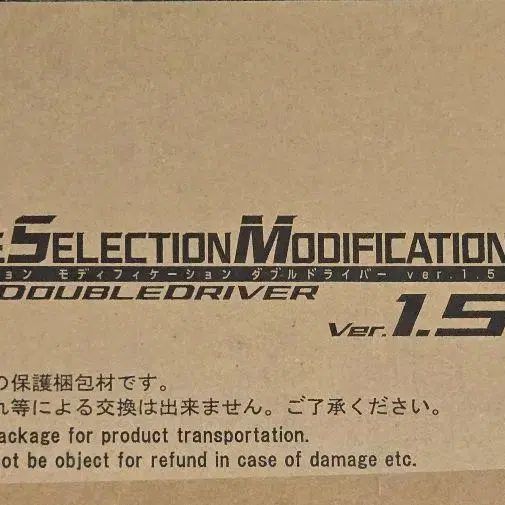 E SELECTION MODIFICATION
ョン モディフィケーション ダブルドライバー ver.1.5
DOUBLEDRIVER
Ver. 1.5
の保護梱包材です。
れ等による交換は出来ません。ご了承ください。
ackage for product transportation.
ot be object for refund in case of damage etc.